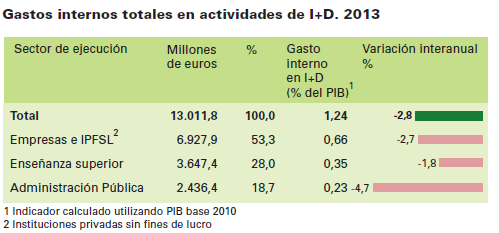 Gastos internos totales en actividades de I+D. 2013
Sector de ejecución Millones de euros % Gasto interno en I+D (% del PIB)1 Variación interanual %
Total 13.011,8 100,0 1,24 -2,8
Empresas e IPFSL2 6.927,9 53,3 0,66 -2,7
Enseñanza superior 3.647,4 28,0 0,35 -1,8
Administración Pública 2.436,4 18,7 0,23 -4,7
1 Indicador calculado utilizando PIB base 2010
2 Instituciones privadas sin fines de lucro